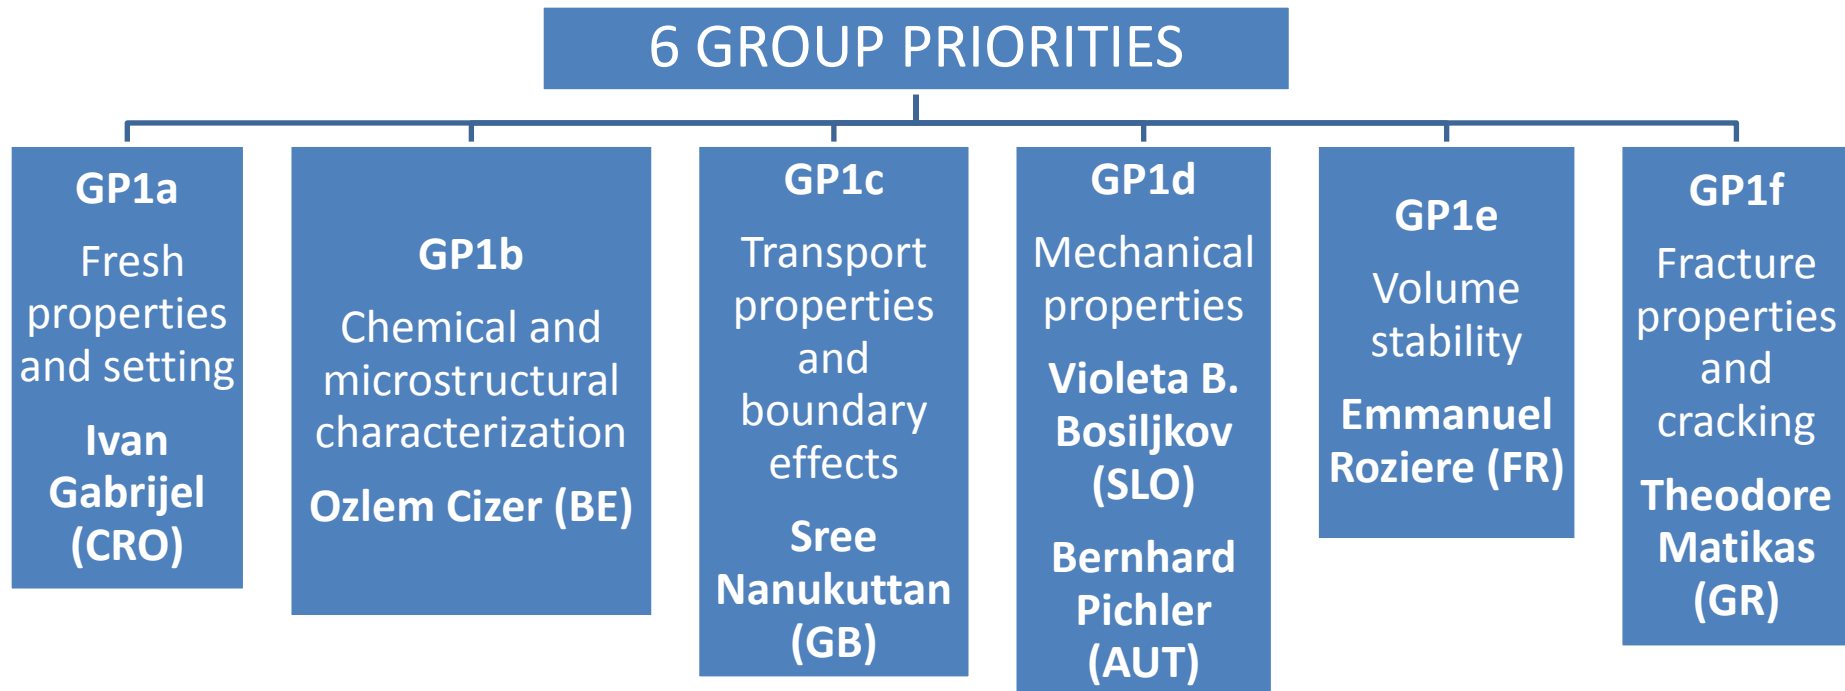 6 GROUP PRIORITIES
GP1a
Fresh
properties
and setting
Ivan
Gabrijel
(CRO)
GP1b
Chemical and
microstructural
characterization
Ozlem Cizer (BE)
GP1c
Transport
properties
and
boundary
effects
Sree
Nanukuttan
(GB)
GP1d
Mechanical
properties
Violeta B.
Bosiljkov
(SLO)
Bernhard
Pichler
(AUT)
GP1e
Volume
stability
Emmanuel
Roziere (FR)
GP1f
Fracture
properties
and
cracking
Theodore
Matikas
(GR)